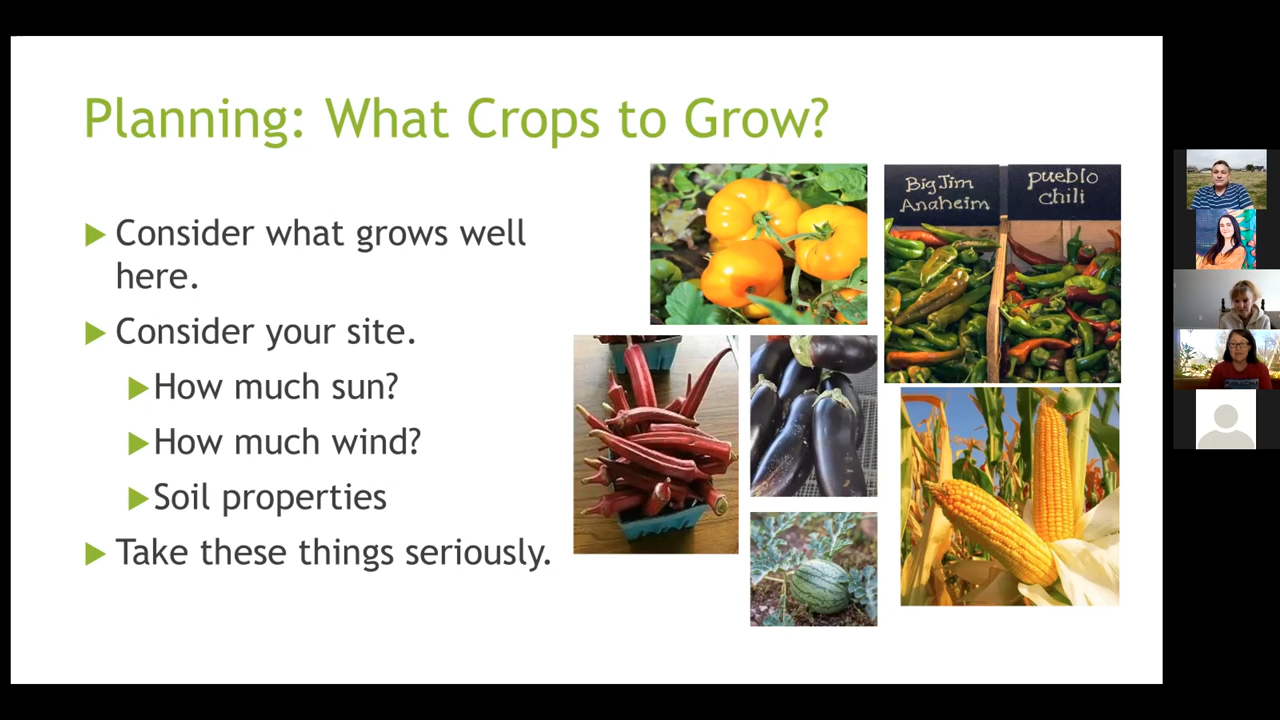 Planning: What Crops to Grow?
Consider what grows well
here.
Consider your site.
How much sun?
How much wind?
Soil properties
Take these things seriously.
Big Jim
Anaheim
pueblo
chili